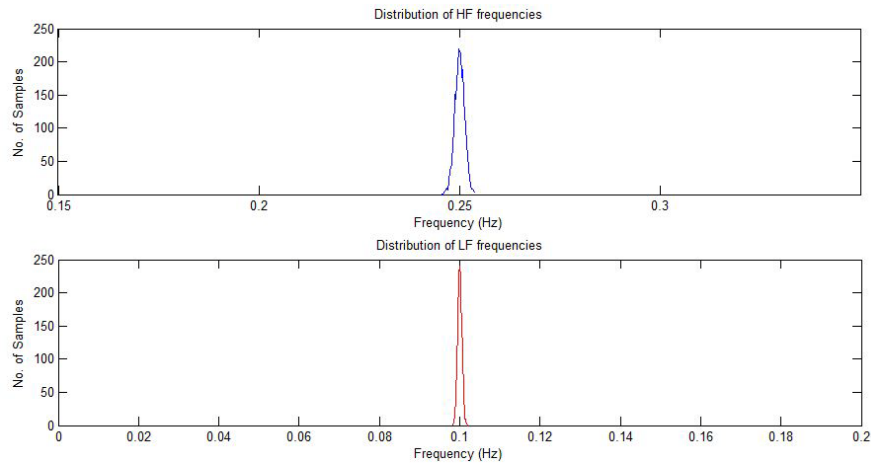 Distribution of HF frequencies
250
200
150
100
50
0
No. of Samples
0.15 0.2 0.25 0.3
Frequency (Hz)
Distribution of LF frequencies
250
200
150
100
50
0
No. of Samples
0 0.02 0.04 0.06 0.08 0.1 0.12 0.14 0.16 0.18 0.2
Frequency (Hz)